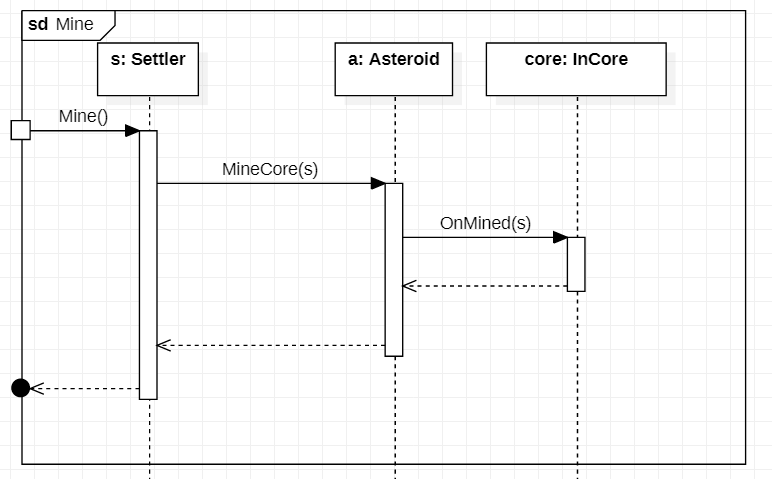 sd Mine
s: Settler
a: Asteroid
core: InCore
Mine()
MineCore(s)
OnMined(s)